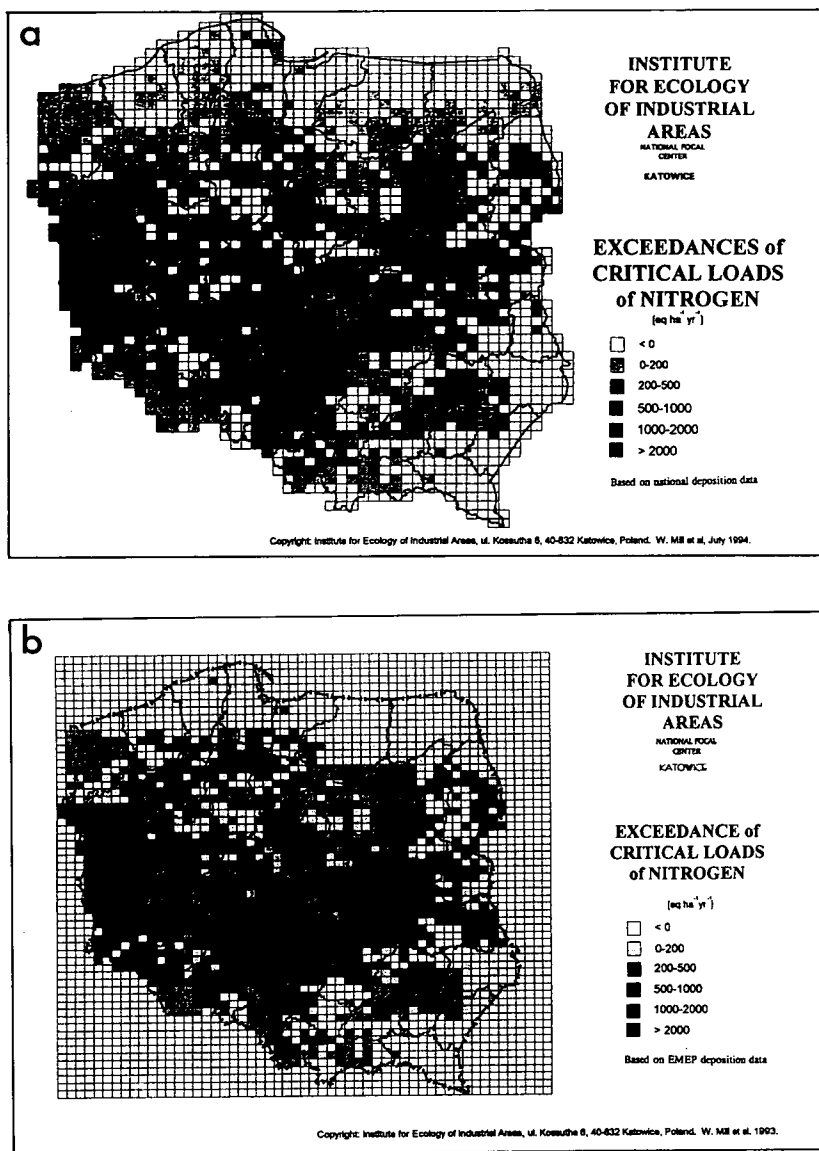 a
INSTITUTE
FOR ECOLOGY
OF INDUSTRIAL
AREAS
NATIONAL FOCAL
CENTER
KATOWICE
EXCEEDANCES of
CRITICAL LOADS
of NITROGEN
[eq ha⁻¹ yr⁻¹]
< 0
0-200
200-500
500-1000
1000-2000
> 2000
Based on national deposition data
Copyright: Institute for Ecology of Industrial Areas, ul. Kossutha 6, 40-832 Katowice, Poland. W. Mill et al, July 1994.
b
INSTITUTE
FOR ECOLOGY
OF INDUSTRIAL
AREAS
NATIONAL FOCAL
CENTER
KATOWICE
EXCEEDANCE of
CRITICAL LOADS
of NITROGEN
[eq ha⁻¹ yr⁻¹]
< 0
0-200
200-500
500-1000
1000-2000
> 2000
Based on EMEP deposition data
Copyright: Institute for Ecology of Industrial Areas, ul. Kossutha 6, 40-832 Katowice, Poland. W. Mill et al. 1993.